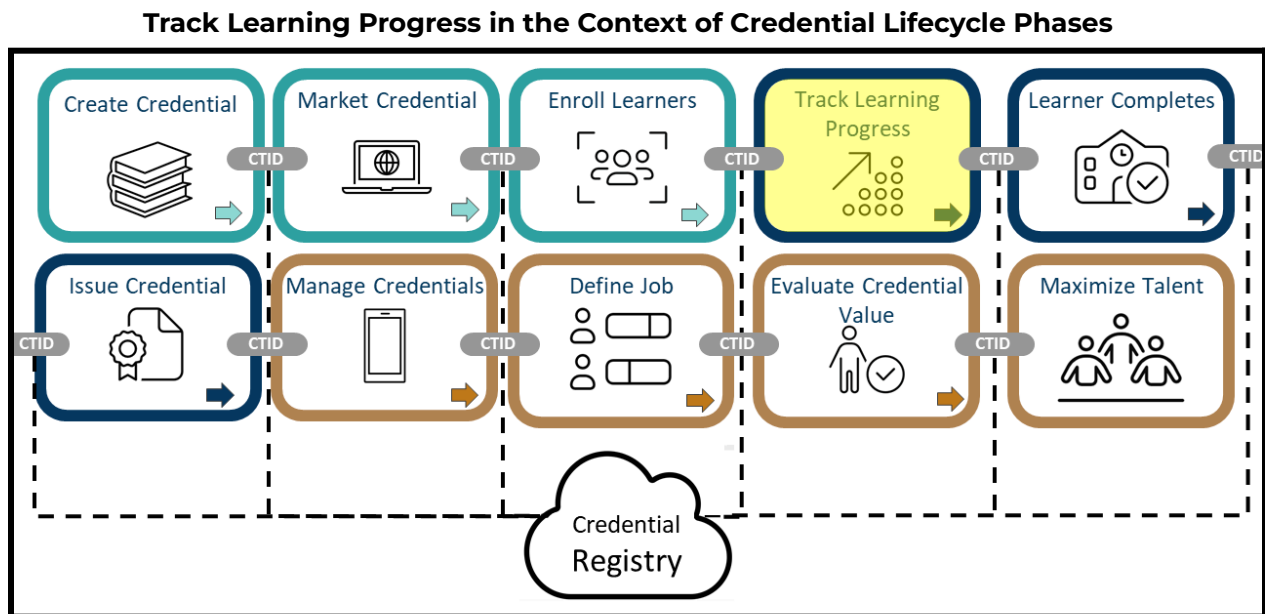 Track Learning Progress in the Context of Credential Lifecycle Phases
Create Credential
Market Credential
Enroll Learners
Track Learning
Progress
Learner Completes
CTID
CTID
CTID
CTID
CTID
Issue Credential
Manage Credentials
Define Job
Evaluate Credential
Value
Maximize Talent
CTID
CTID
CTID
CTID
CTID
Credential
Registry